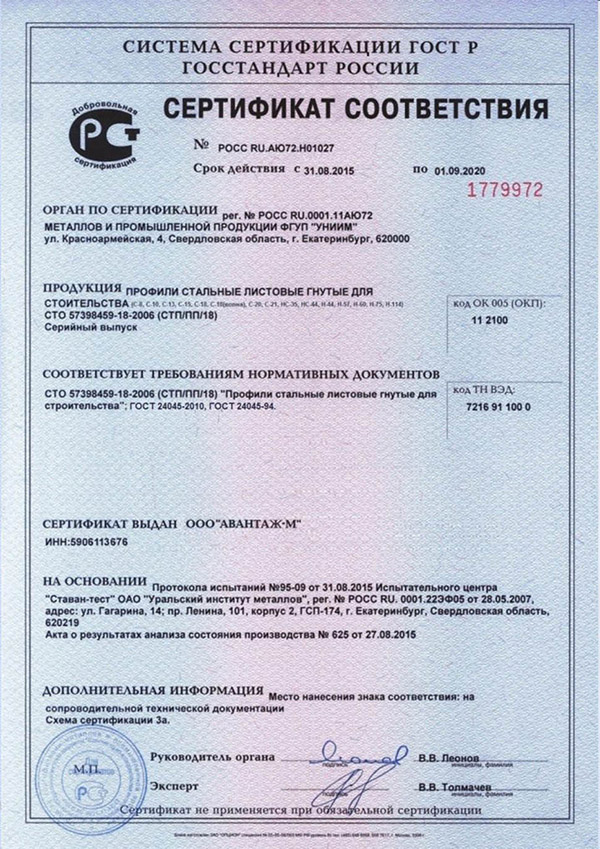 СИСТЕМА СЕРТИФИКАЦИИ ГОСТ Р
ГОССТАНДАРТ РОССИИ
Добровольная
РСТ
сертификация
СЕРТИФИКАТ СООТВЕТСТВИЯ
№ РОСС RU.АЮ72.Н01027
Срок действия с 31.08.2015 по 01.09.2020
1779972
ОРГАН ПО СЕРТИФИКАЦИИ рег. № РОСС RU.0001.11АЮ72
МЕТАЛЛОВ И ПРОМЫШЛЕННОЙ ПРОДУКЦИИ ФГУП "УНИИМ"
ул. Красноармейская, 4, Свердловская область, г. Екатеринбург, 620000
ПРОДУКЦИЯ ПРОФИЛИ СТАЛЬНЫЕ ЛИСТОВЫЕ ГНУТЫЕ ДЛЯ
СТОИТЕЛЬСТВА (С-8, С-10, С-13, С-15, С-18, С-18(волна), С-20, С-21, НС-35, НС-44, Н-44, Н-57, Н-60, Н-75, Н-114)
СТО 57398459-18-2006 (СТП/ПП/18)
Серийный выпуск
код ОК 005 (ОКП):
11 2100
СООТВЕТСТВУЕТ ТРЕБОВАНИЯМ НОРМАТИВНЫХ ДОКУМЕНТОВ
СТО 57398459-18-2006 (СТП/ПП/18) "Профили стальные листовые гнутые для
строительства"; ГОСТ 24045-2010, ГОСТ 24045-94.
код ТН ВЭД:
7216 91 100 0
СЕРТИФИКАТ ВЫДАН ООО"АВАНТАЖ-М"
ИНН:5906113676
НА ОСНОВАНИИ Протокола испытаний №95-09 от 31.08.2015 Испытательного центра
"Ставан-тест" ОАО "Уральский институт металлов", рег. № РОСС RU. 0001.22ЭФ05 от 28.05.2007,
адрес: ул. Гагарина, 14; пр. Ленина, 101, корпус 2, ГСП-174, г. Екатеринбург, Свердловская область,
620219
Акта о результатах анализа состояния производства № 625 от 27.08.2015
ДОПОЛНИТЕЛЬНАЯ ИНФОРМАЦИЯ Место нанесения знака соответствия: на
сопроводительной технической документации
Схема сертификации 3а.
М.П.
Руководитель органа В.В. Леонов
подпись инициалы, фамилия
Эксперт В.В. Толмачев
подпись инициалы, фамилия
Сертификат не применяется при обязательной сертификации